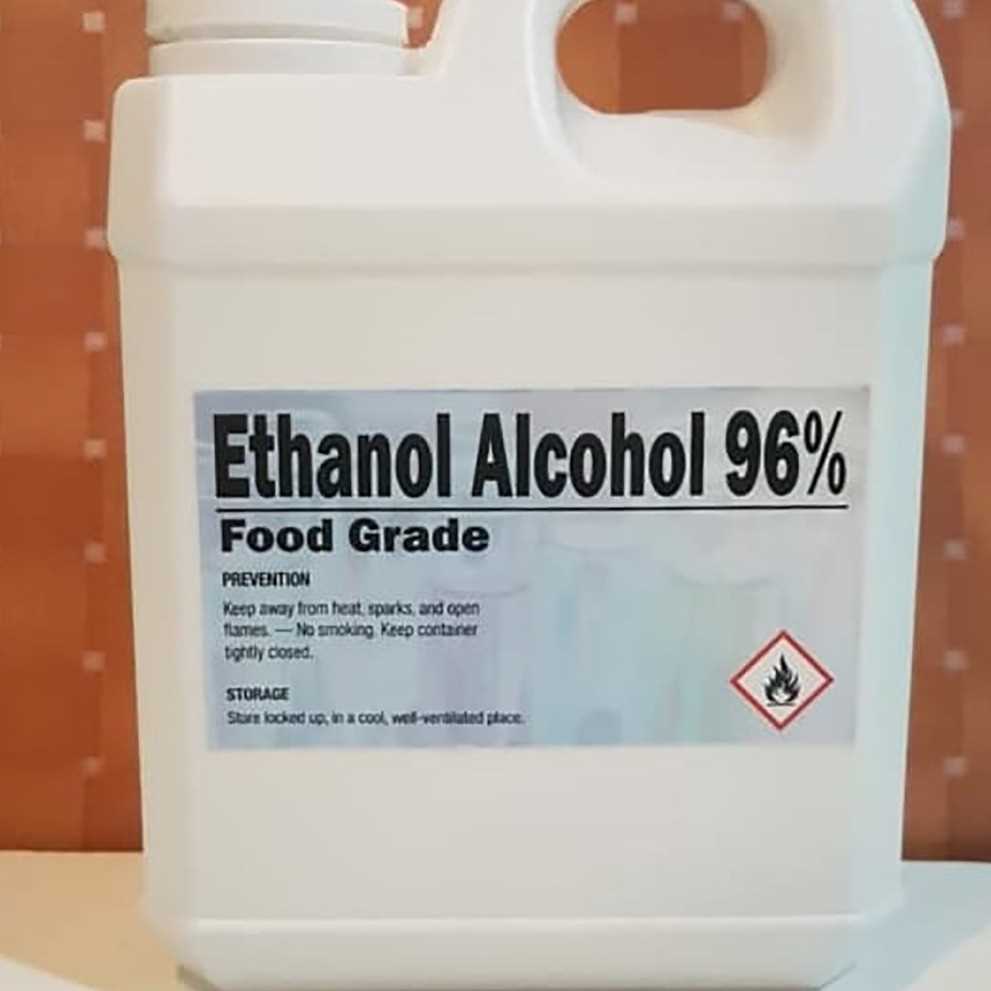 Ethanol Alcohol 96%
Food Grade
PREVENTION
Keep away from heat, sparks, and open
flames. — No smoking. Keep container
tightly closed.
STORAGE
Store locked up, in a cool, well-ventilated place.